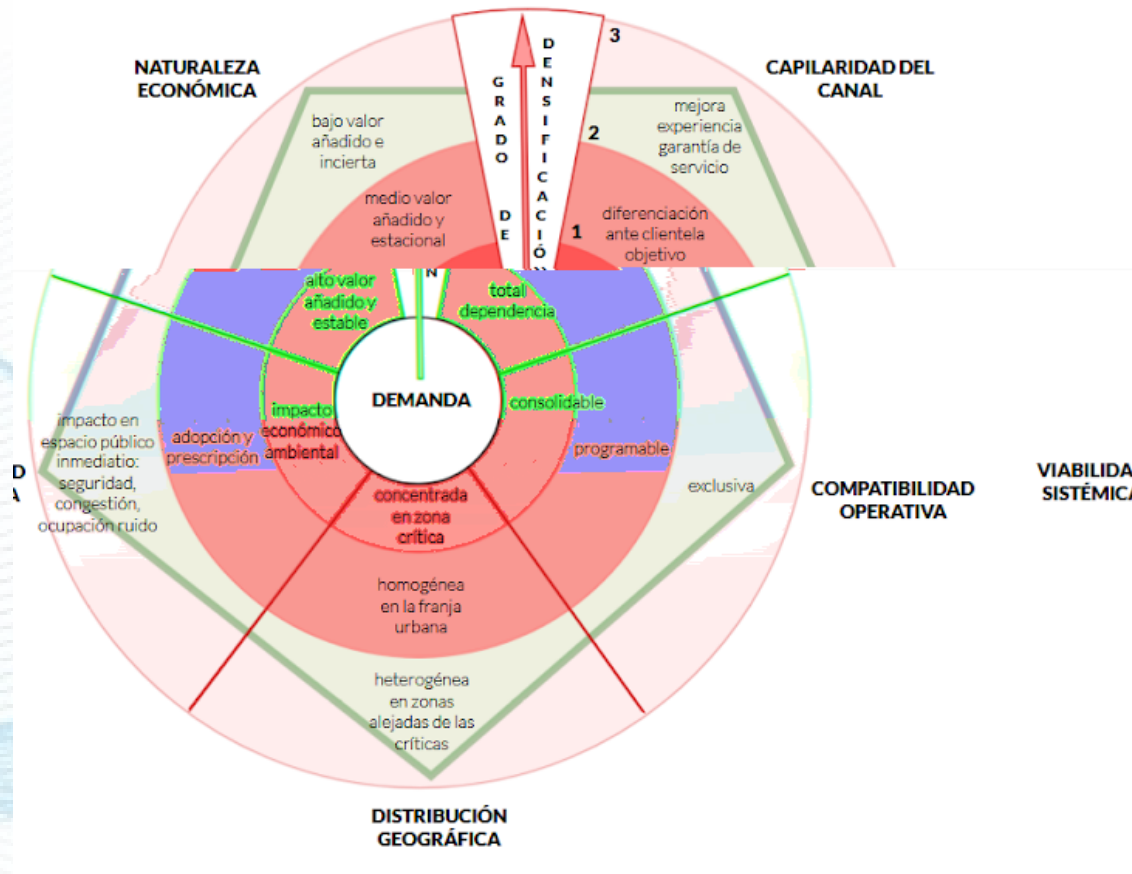 NATURALEZA
ECONÓMICA
CAPILARIDAD DEL
CANAL
GRADO DE
DENSIFICACIÓN
3
2
1
bajo valor
añadido e
incierta
mejora
experiencia
garantía de
servicio
medio valor
añadido y
estacional
diferenciación
ante clientela
objetivo
alto valor
añadido y
estable
total
dependencia
DEMANDA
impacto
económico
ambiental
consolidable
adopción y
prescripción
programable
impacto en
espacio público
inmediatio:
seguridad,
congestión,
ocupación ruido
exclusiva
D
A
COMPATIBILIDAD
OPERATIVA
VIABILIDA
SISTÉMICA
concentrada
en zona
crítica
homogénea
en la franja
urbana
heterogénea
en zonas
alejadas de las
críticas
DISTRIBUCIÓN
GEOGRÁFICA